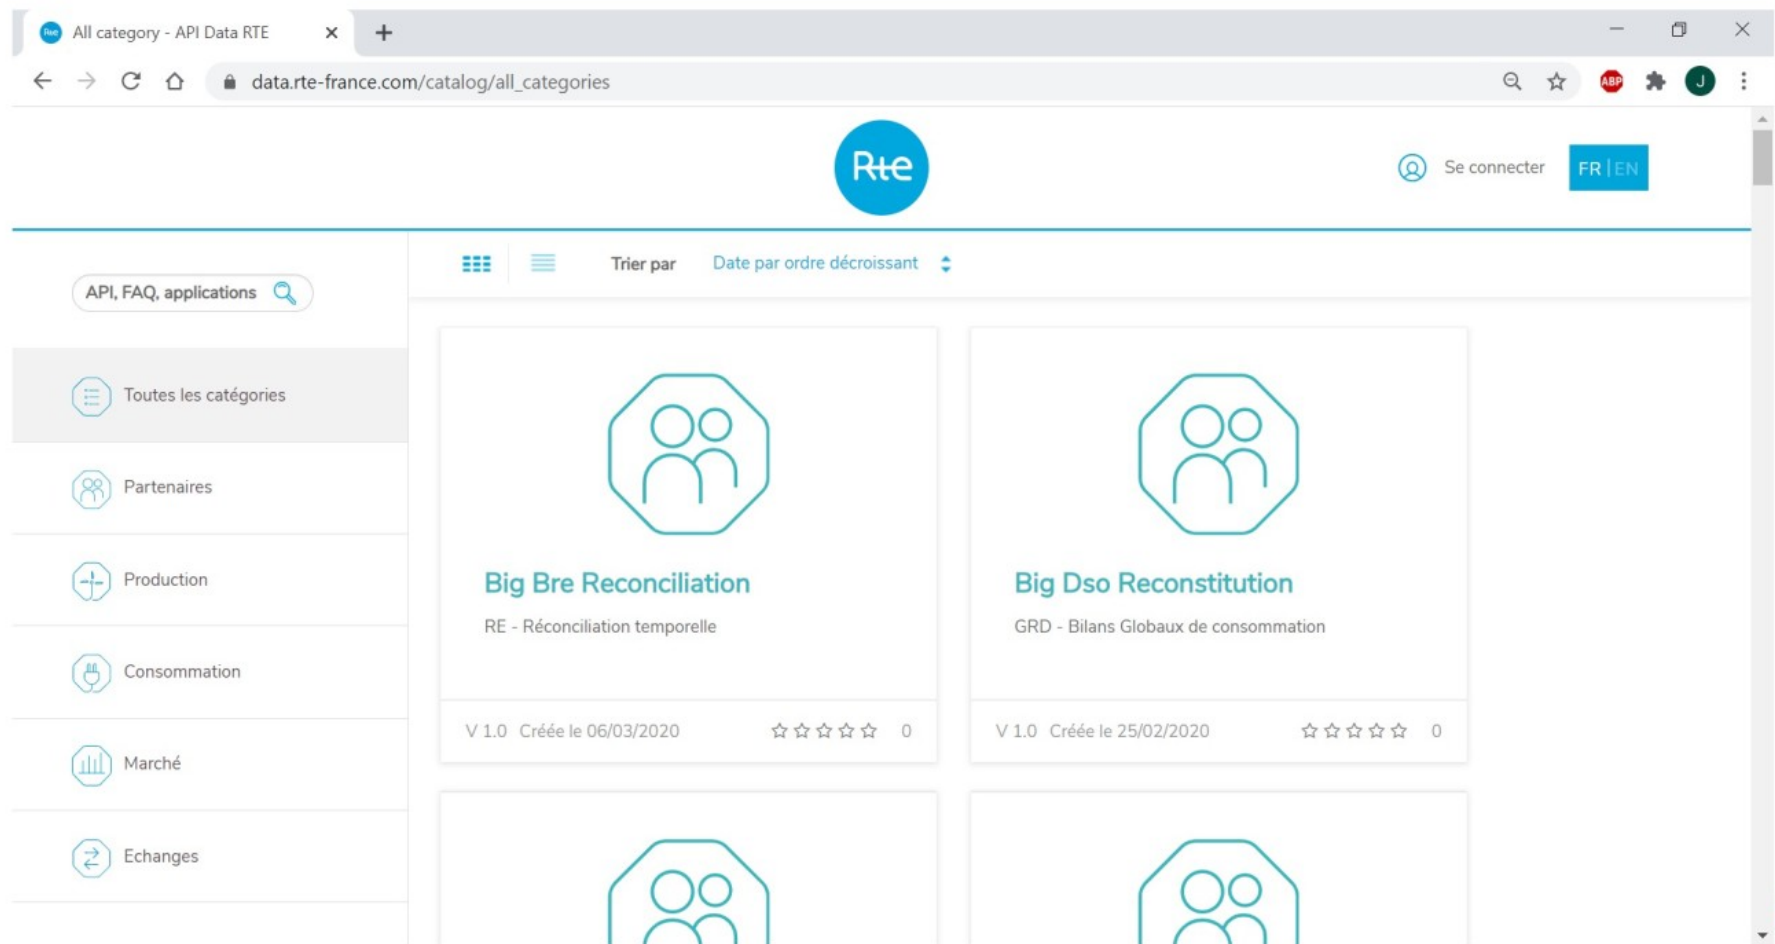 Rte All category - API Data RTE
data.rte-france.com/catalog/all_categories
ABP
J
Rte
Se connecter
FR|EN
API, FAQ, applications
Trier par Date par ordre décroissant
Toutes les catégories
Partenaires
Production
Consommation
Marché
Echanges
Big Bre Reconciliation
RE - Réconciliation temporelle
V 1.0 Créée le 06/03/2020 0
Big Dso Reconstitution
GRD - Bilans Globaux de consommation
V 1.0 Créée le 25/02/2020 0